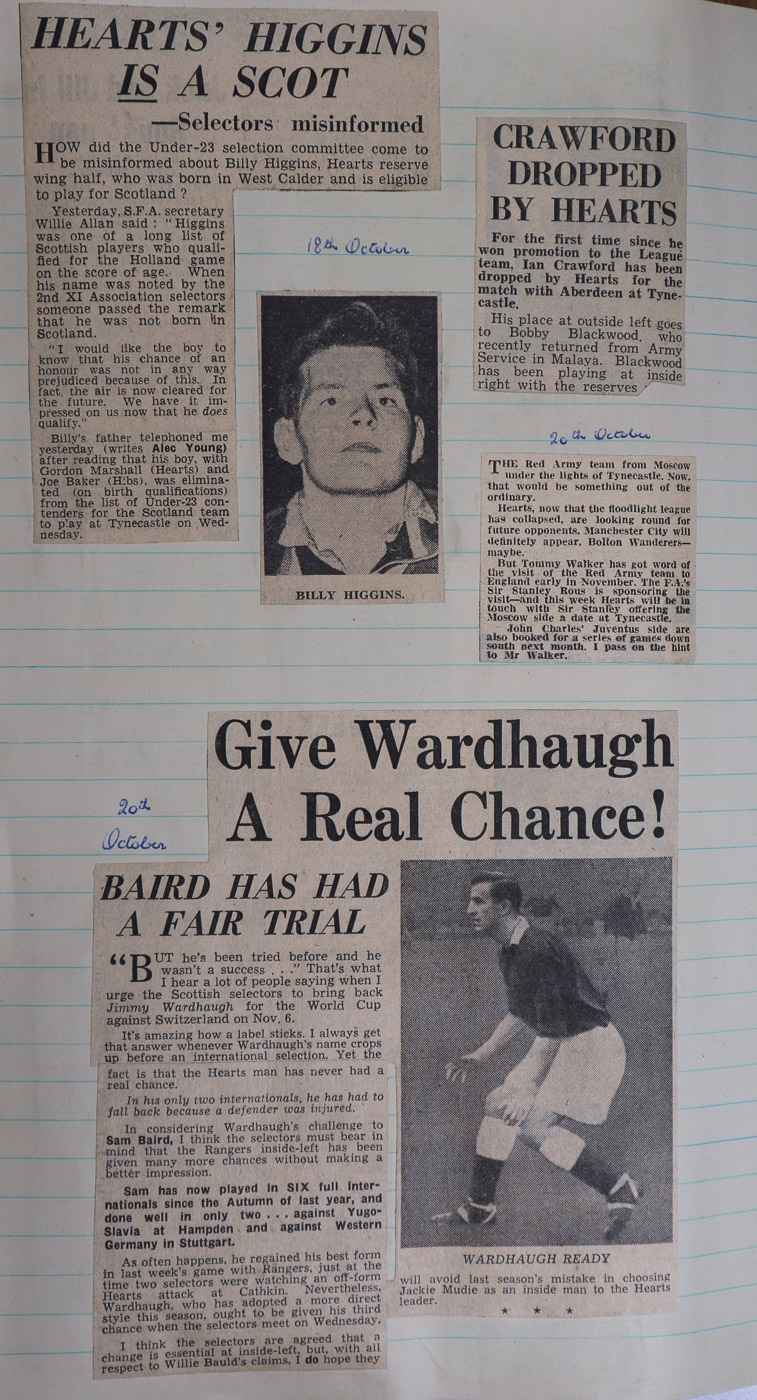 HEARTS' HIGGINS
IS A SCOT
—Selectors misinformed
HOW did the Under-23 selection committee come to
be misinformed about Billy Higgins, Hearts reserve
wing half, who was born in West Calder and is eligible
to play for Scotland ?
Yesterday, S.F.A. secretary
Willie Allan said : " Higgins
was one of a long list of
Scottish players who quali-
fied for the Holland game
on the score of age. When
his name was noted by the
2nd XI Association selectors
someone passed the remark
that he was not born in
Scotland.
" I would like the boy to
know that his chance of an
honour was not in any way
prejudiced because of this. In
fact, the air is now cleared for
the future. We have it im-
pressed on us now that he does
qualify."
Billy's father telephoned me
yesterday (writes Alec Young)
after reading that his boy, with
Gordon Marshall (Hearts) and
Joe Baker (Hibs), was elimina-
ted (on birth qualifications)
from the list of Under-23 con-
tenders for the Scotland team
to play at Tynecastle on Wed-
nesday.
18th October
BILLY HIGGINS.
CRAWFORD
DROPPED
BY HEARTS
For the first time since he
won promotion to the League
team, Ian Crawford has been
dropped by Hearts for the
match with Aberdeen at Tyne-
castle.
His place at outside left goes
to Bobby Blackwood, who
recently returned from Army
Service in Malaya. Blackwood
has been playing at inside
right with the reserves
20th October
THE Red Army team from Moscow
under the lights of Tynecastle. Now,
that would be something out of the
ordinary.
Hearts, now that the floodlight league
has collapsed, are looking round for
future opponents. Manchester City will
definitely appear, Bolton Wanderers—
maybe.
But Tommy Walker has got word of
the visit of the Red Army team to
England early in November. The F.A.'s
Sir Stanley Rous is sponsoring the
visit—and this week Hearts will be in
touch with Sir Stanley offering the
Moscow side a date at Tynecastle.
John Charles' Juventus side are
also booked for a series of games down
south next month. I pass on the hint
to Mr Walker.
Give Wardhaugh
A Real Chance!
20th
October
BAIRD HAS HAD
A FAIR TRIAL
"BUT he's been tried before and he
wasn't a success . . ." That's what
I hear a lot of people saying when I
urge the Scottish selectors to bring back
Jimmy Wardhaugh for the World Cup
against Switzerland on Nov. 6.
It's amazing how a label sticks. I always get
that answer whenever Wardhaugh's name crops
up before an international selection. Yet the
fact is that the Hearts man has never had a
real chance.
In his only two internationals, he has had to
fall back because a defender was injured.
In considering Wardhaugh's challenge to
Sam Baird, I think the selectors must bear in
mind that the Rangers inside-left has been
given many more chances without making a
better impression.
Sam has now played in SIX full inter-
nationals since the Autumn of last year, and
done well in only two . . . against Yugo-
Slavia at Hampden and against Western
Germany in Stuttgart.
As often happens, he regained his best form
in last week's game with Rangers, just at the
time two selectors were watching an off-form
Hearts attack at Cathkin. Nevertheless,
Wardhaugh, who has adopted a more direct
style this season, ought to be given his third
chance when the selectors meet on Wednesday.
I think the selectors are agreed that a
change is essential at inside-left, but, with all
respect to Willie Bauld's claims, I do hope they
WARDHAUGH READY
will avoid last season's mistake in choosing
Jackie Mudie as an inside man to the Hearts
leader.
* * *